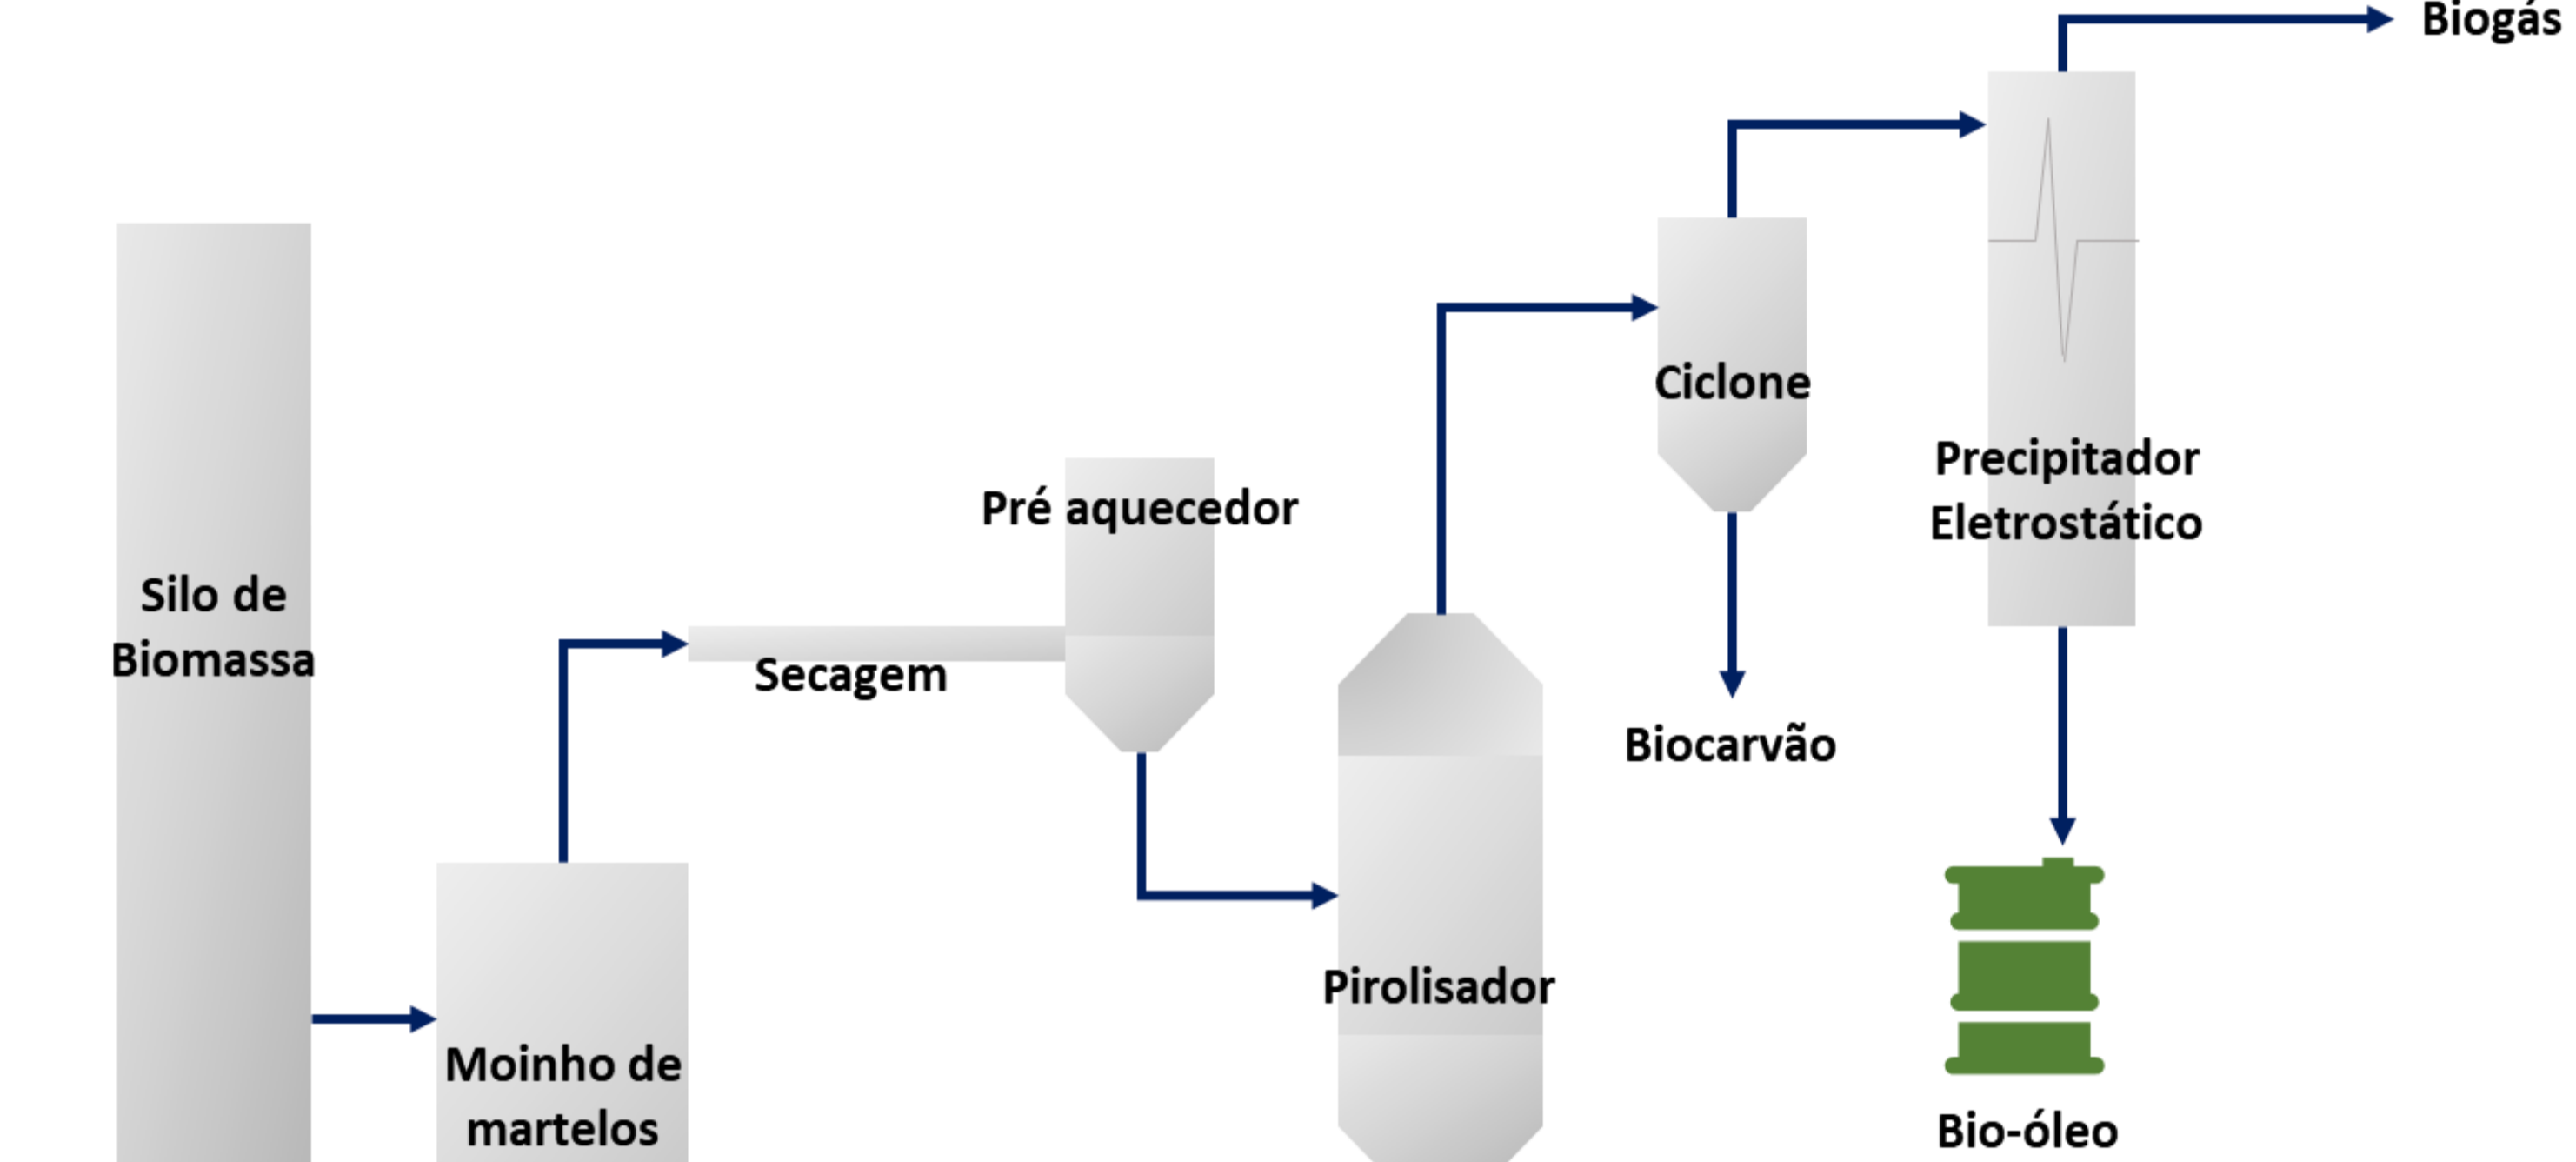 Biogás
Ciclone
Precipitador
Eletrostático
Pré aquecedor
Silo de
Biomassa
Secagem
Biocarvão
Pirolisador
Moinho de
martelos
Bio-óleo